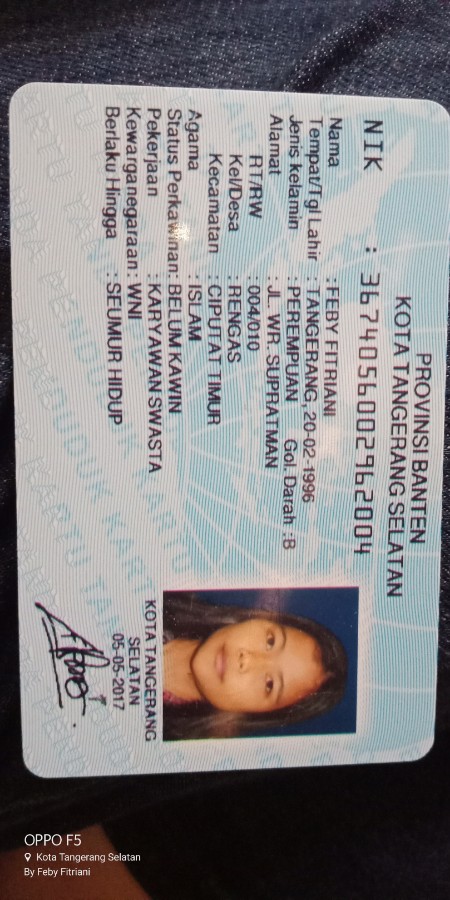 PROVINSI BANTEN
KOTA TANGERANG SELATAN
NIK : 3674056002962004
Nama : FEBY FITRIANI
Tempat/Tgl Lahir : TANGERANG, 20-02-1996
Jenis kelamin : PEREMPUAN Gol. Darah :B
Alamat : JL. WR. SUPRATMAN
RT/RW : 004/010
Kel/Desa : RENGAS
Kecamatan : CIPUTAT TIMUR
Agama : ISLAM
Status Perkawinan: BELUM KAWIN
Pekerjaan : KARYAWAN SWASTA
Kewarganegaraan: WNI
Berlaku Hingga : SEUMUR HIDUP
KOTA TANGERANG
SELATAN
05-05-2017
OPPO F5
Kota Tangerang Selatan
By Feby Fitriani